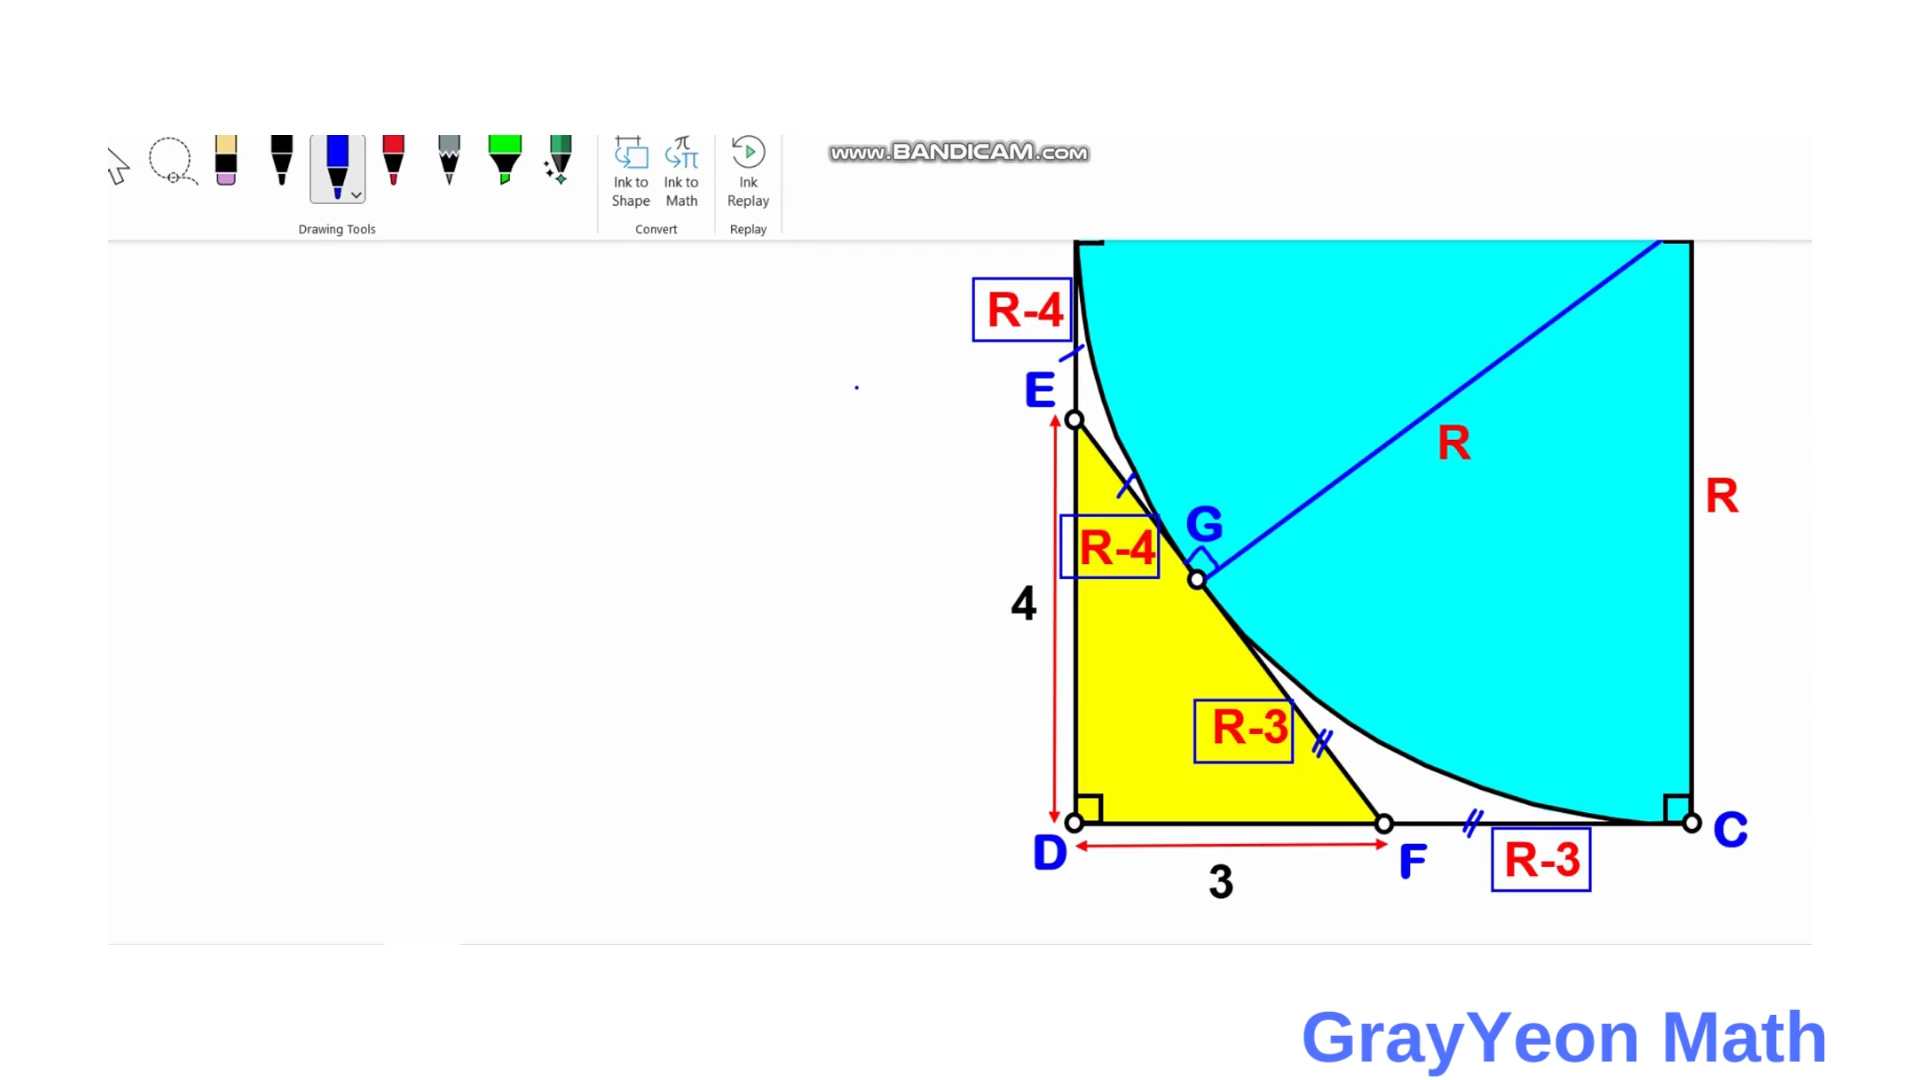 www.BANDICAM.com
Ink to Shape
Ink to Math
Ink Replay
Drawing Tools
Convert
Replay
R-4
E
R
R
G
R-4
4
R-3
D
F
C
R-3
3
GrayYeon Math